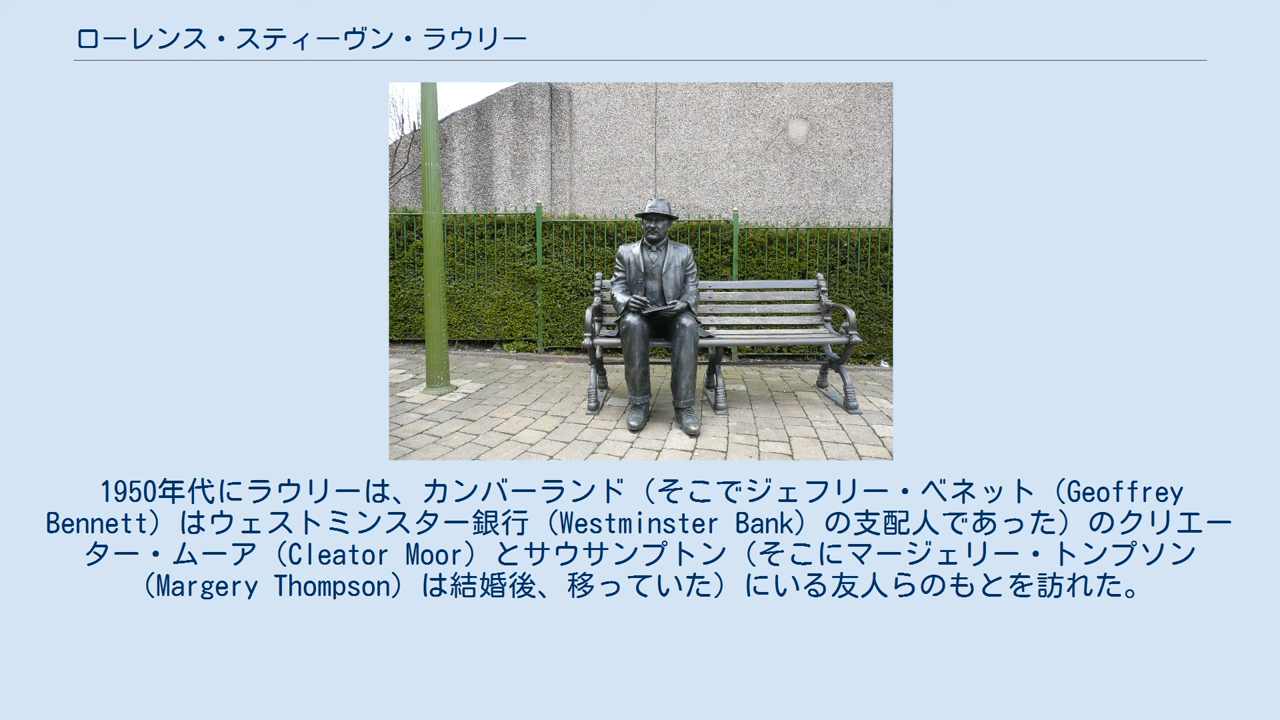 ローレンス・スティーヴン・ラウリー
1950年代にラウリーは、カンバーランド（そこでジェフリー・ベネット（Geoffrey
Bennett）はウェストミンスター銀行（Westminster Bank）の支配人であった）のクリエー
ター・ムーア（Cleator Moor）とサウサンプトン（そこにマージェリー・トンプソン
（Margery Thompson）は結婚後、移っていた）にいる友人らのもとを訪れた。